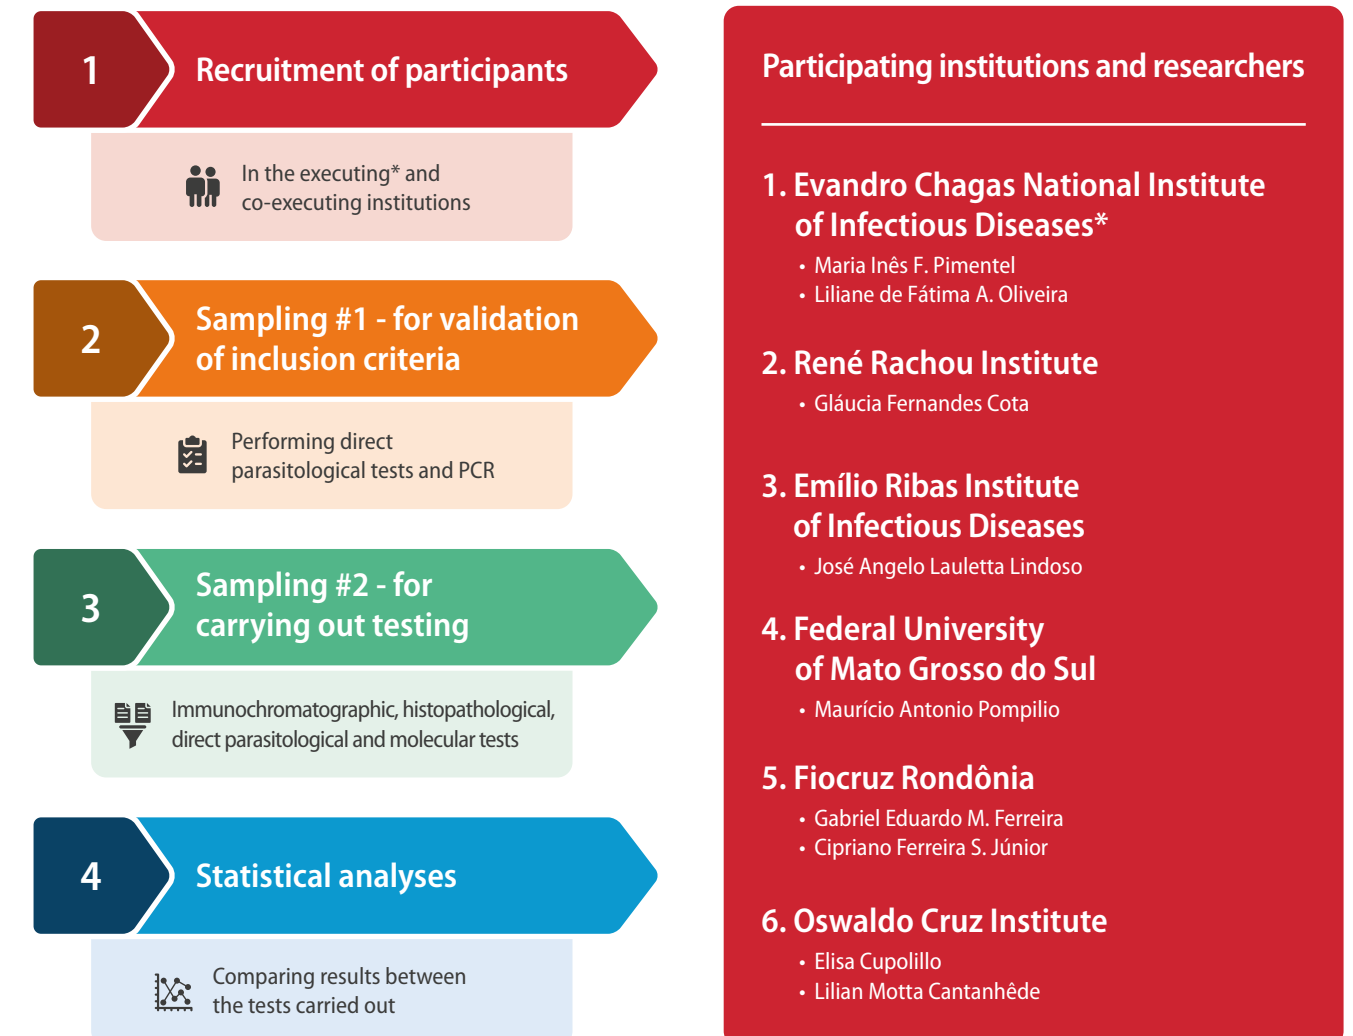 1
Recruitment of participants
In the executing* and
co-executing institutions
2
Sampling #1 - for validation
of inclusion criteria
Performing direct
parasitological tests and PCR
3
Sampling #2 - for
carrying out testing
Immunochromatographic, histopathological,
direct parasitological and molecular tests
4
Statistical analyses
Comparing results between
the tests carried out
Participating institutions and researchers
1. Evandro Chagas National Institute
of Infectious Diseases*
• Maria Inês F. Pimentel
• Liliane de Fátima A. Oliveira
2. René Rachou Institute
• Gláucia Fernandes Cota
3. Emílio Ribas Institute
of Infectious Diseases
• José Angelo Lauletta Lindoso
4. Federal University
of Mato Grosso do Sul
• Maurício Antonio Pompilio
5. Fiocruz Rondônia
• Gabriel Eduardo M. Ferreira
• Cipriano Ferreira S. Júnior
6. Oswaldo Cruz Institute
• Elisa Cupolillo
• Lilian Motta Cantanhêde